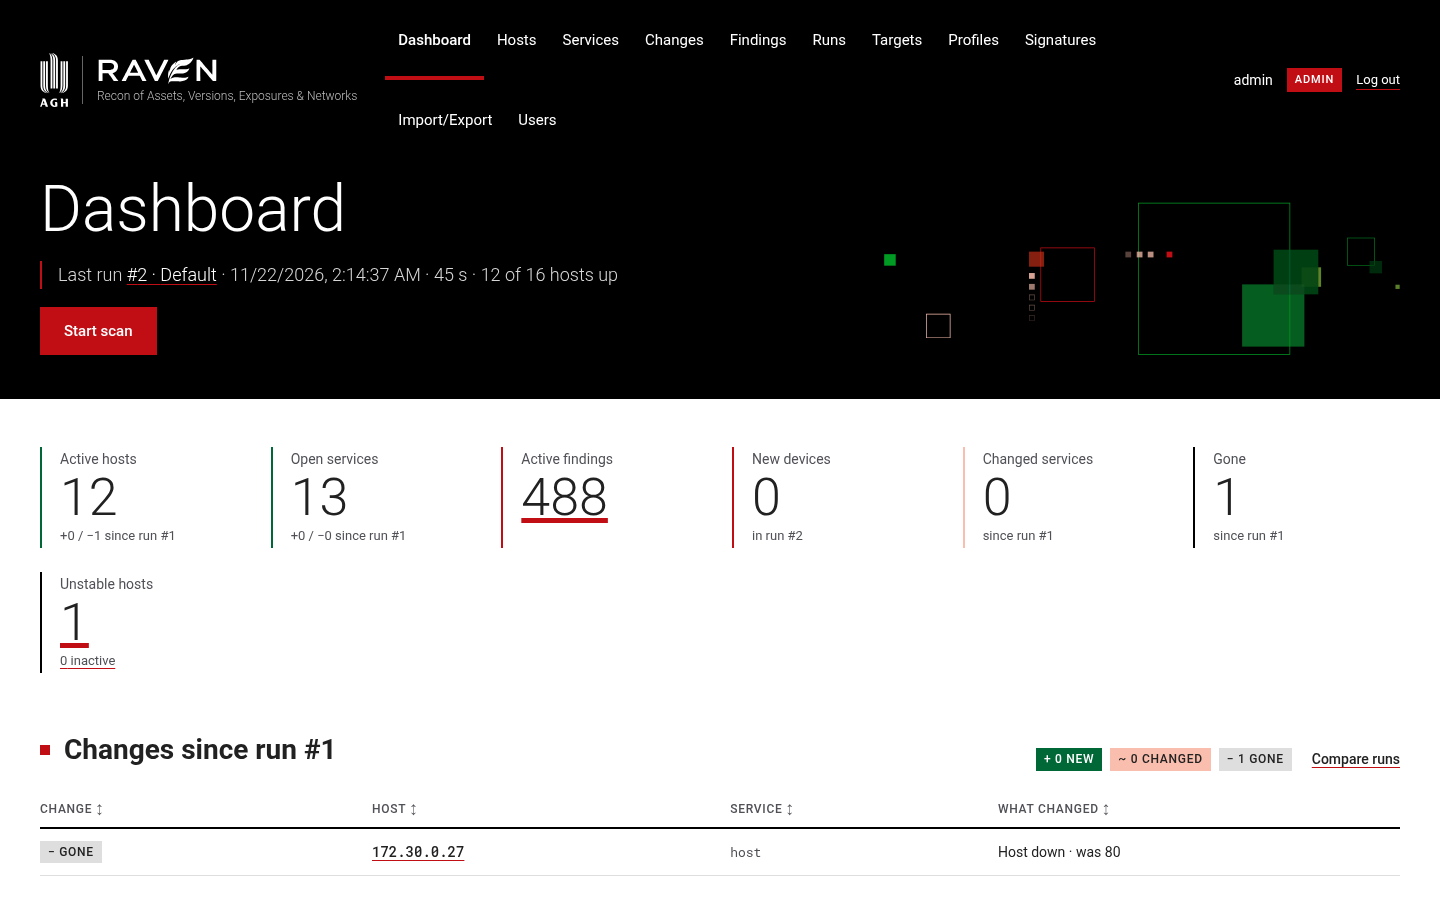 Dashboard Hosts Services Changes Findings Runs Targets Profiles Signatures
Import/Export Users
AGH
RAVEN
Recon of Assets, Versions, Exposures & Networks
admin ADMIN Log out
Dashboard
Last run #2 · Default · 11/22/2026, 2:14:37 AM · 45 s · 12 of 16 hosts up
Start scan
Active hosts
12
+0 / −1 since run #1
Open services
13
+0 / −0 since run #1
Active findings
488
New devices
0
in run #2
Changed services
0
since run #1
Gone
1
since run #1
Unstable hosts
1
0 inactive
Changes since run #1
+ 0 NEW ~ 0 CHANGED − 1 GONE Compare runs
CHANGE ↕ HOST ↕ SERVICE ↕ WHAT CHANGED ↕
− GONE 172.30.0.27 host Host down · was 80